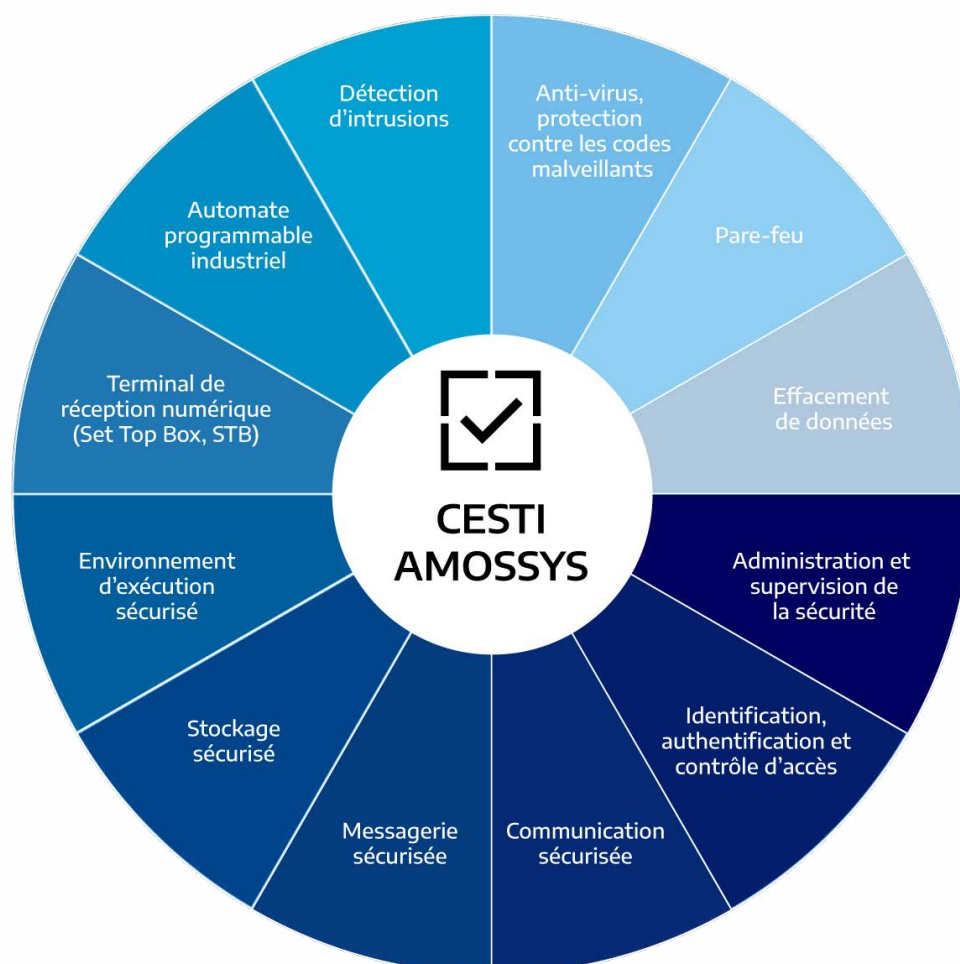 Détection
d'intrusions
Anti-virus,
protection
contre les codes
malveillants
Automate
programmable
industriel
Pare-feu
Terminal de
réception numérique
(Set Top Box, STB)
Effacement
de données
CESTI
AMOSSYS
Environnement
d'exécution
sécurisé
Administration et
supervision de
la sécurité
Stockage
sécurisé
Identification,
authentification et
contrôle d'accès
Messagerie
sécurisée
Communication
sécurisée